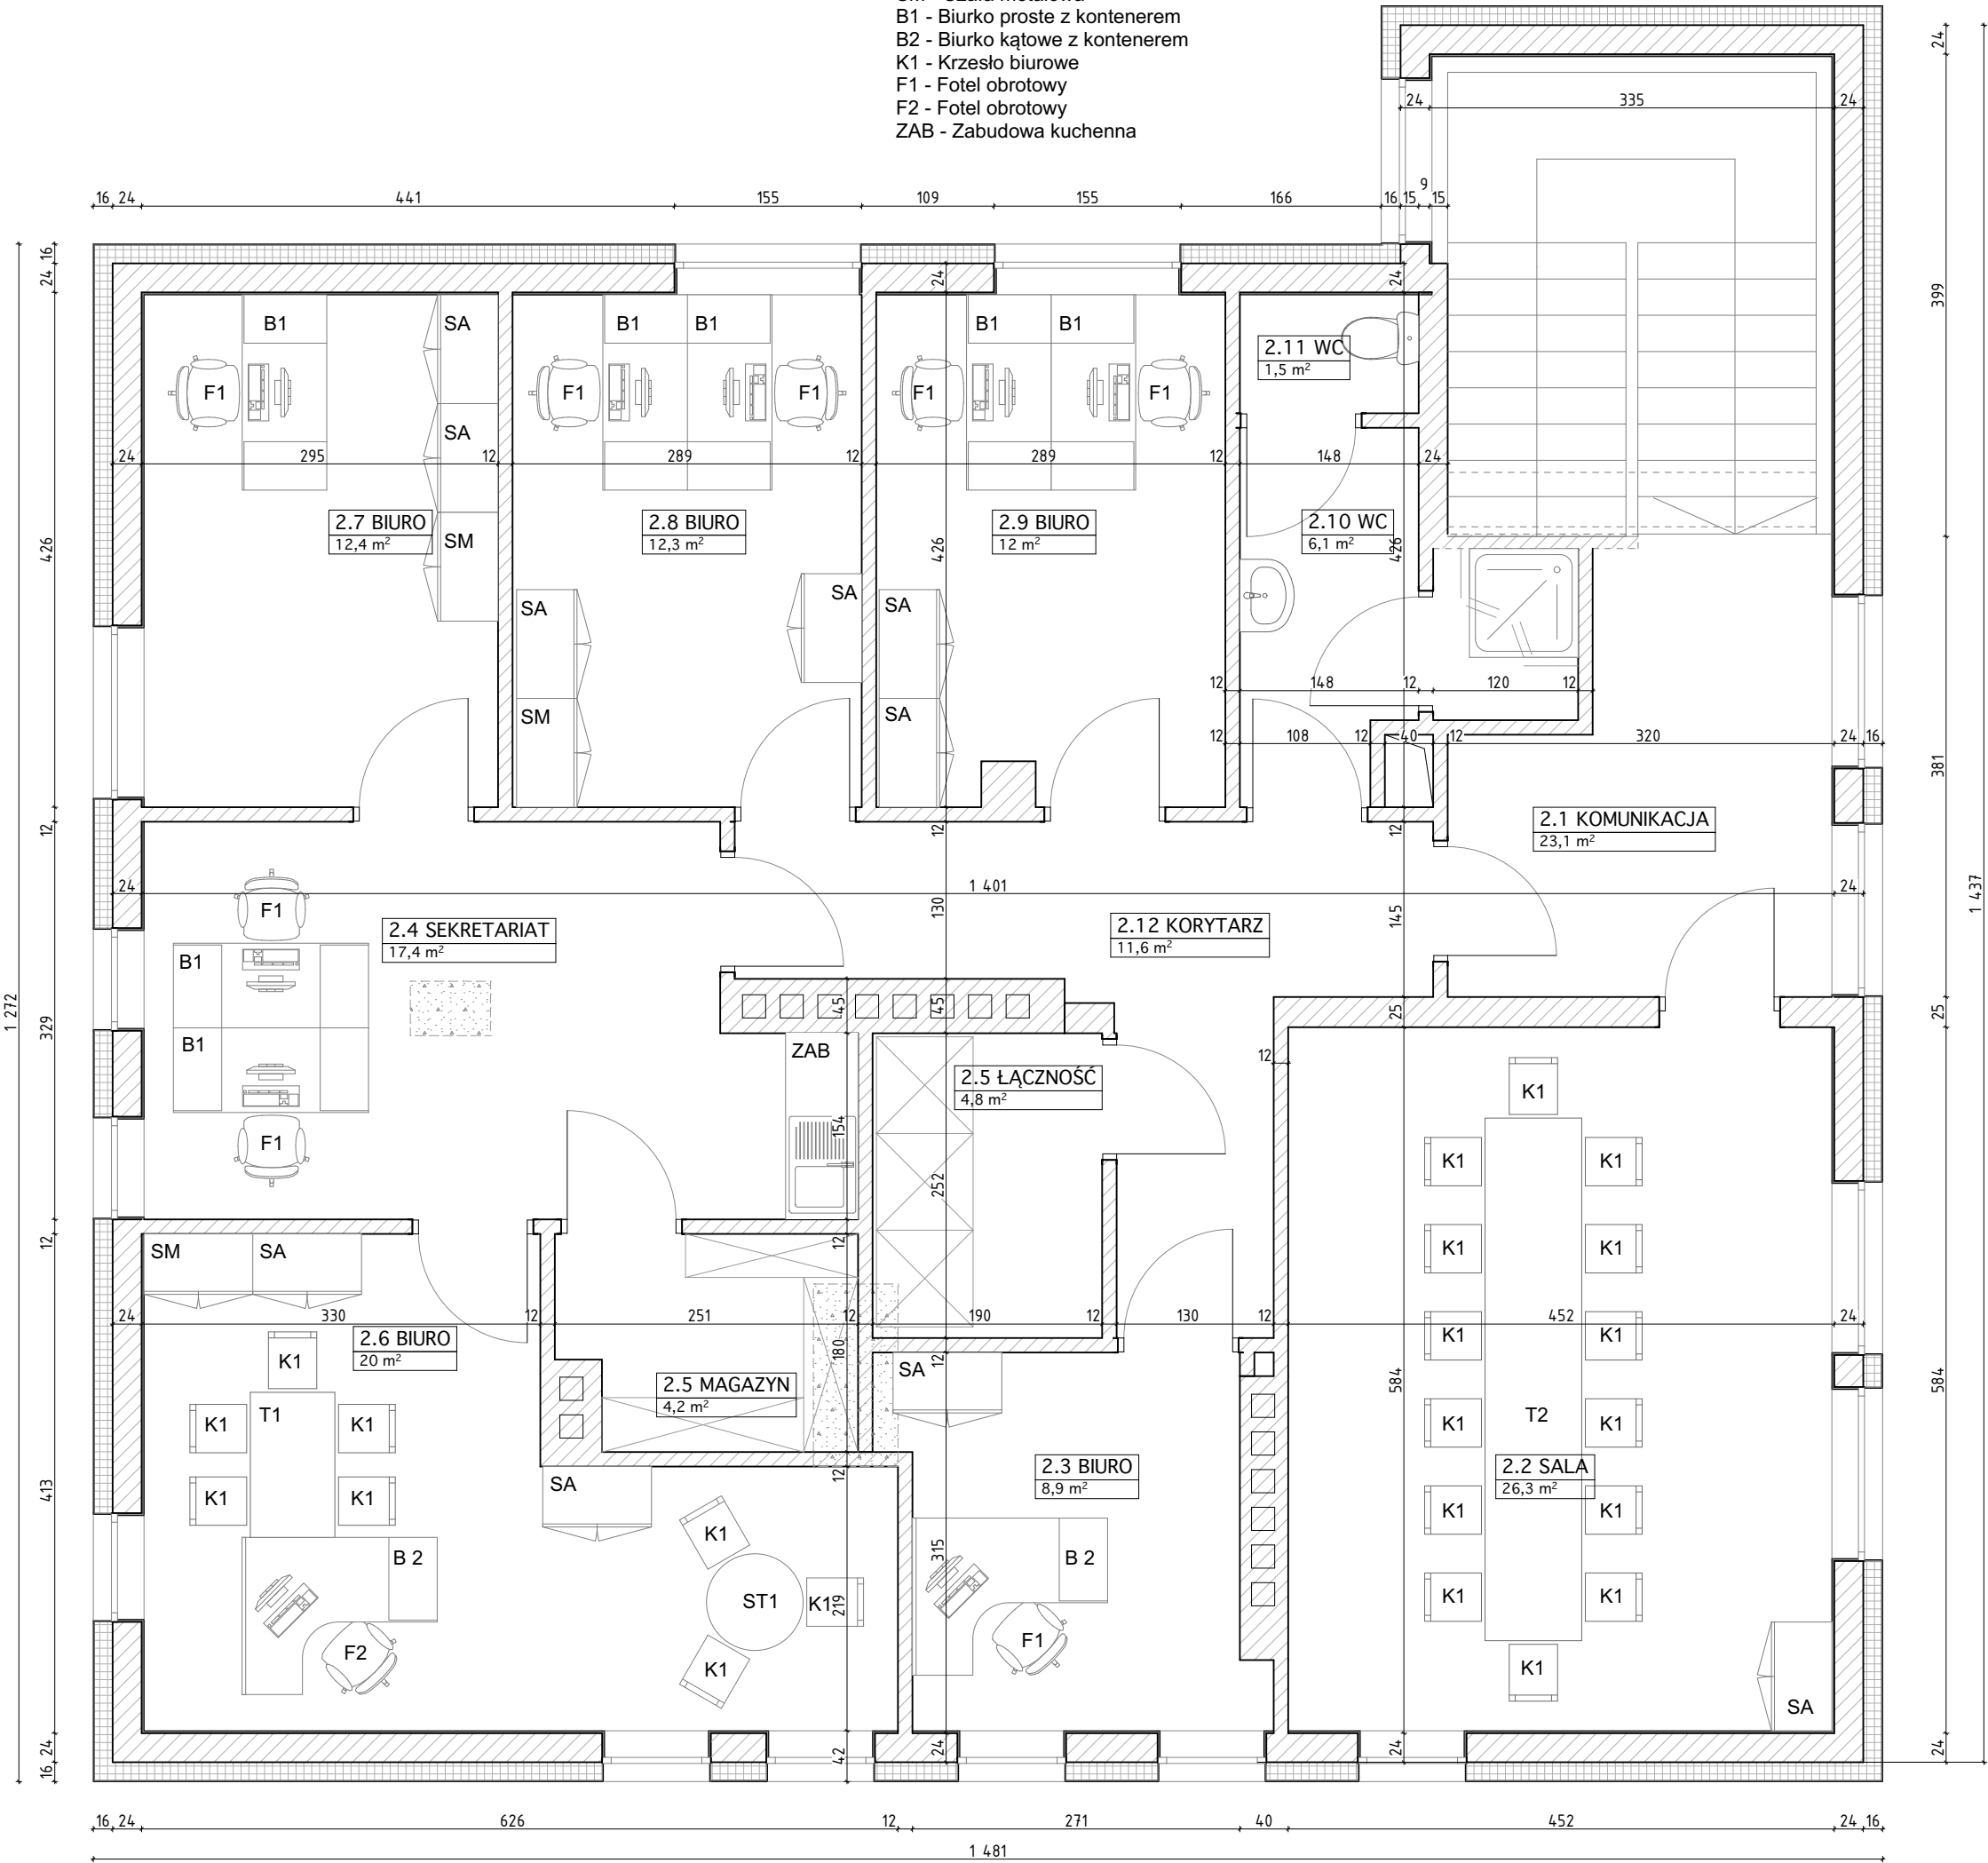 B1 - Biurko proste z kontenerem
B2 - Biurko kątowe z kontenerem
K1 - Krzesło biurowe
F1 - Fotel obrotowy
F2 - Fotel obrotowy
ZAB - Zabudowa kuchenna
24 335 24
16 24 441 155 109 155 166 16 15 9 15
24
399
381
25
584
24
1 437
16
24
426
12
329
12
413
24
16
1 272
B1 SA
F1
SA
SM
2.7 BIURO
12,4 m²
B1 B1
F1 F1
2.8 BIURO
12,3 m²
SA
SA
SM
B1 B1
F1 F1
2.9 BIURO
12 m²
SA
SA
2.11 WC
1,5 m²
2.10 WC
6,1 m²
24 295 12 289 12 289 12 148 24
24
426
12
130
45
252
12
315
24
24
426
12
145
25
584
24
12 148 12 120 12
12 108 12 40 12 320 24 16
2.1 KOMUNIKACJA
23,1 m²
24 1 401 24
F1
2.4 SEKRETARIAT
17,4 m²
B1
B1
F1
2.12 KORYTARZ
11,6 m²
45
154
12
180
12
219
42
ZAB
2.5 ŁĄCZNOŚĆ
4,8 m²
12
K1
K1 K1
K1 K1
K1 K1
K1 T2 K1
2.2 SALA
26,3 m²
K1 K1
K1 K1
K1
SA
SM SA
24 330 12 251 12 190 12 130 12 452 24
2.6 BIURO
20 m²
K1
K1 T1 K1
K1 K1
B 2
F2
2.5 MAGAZYN
4,2 m²
SA
K1
ST1 K1
K1
SA
2.3 BIURO
8,9 m²
B 2
F1
16 24 626 12 271 40 452 24 16
1 481